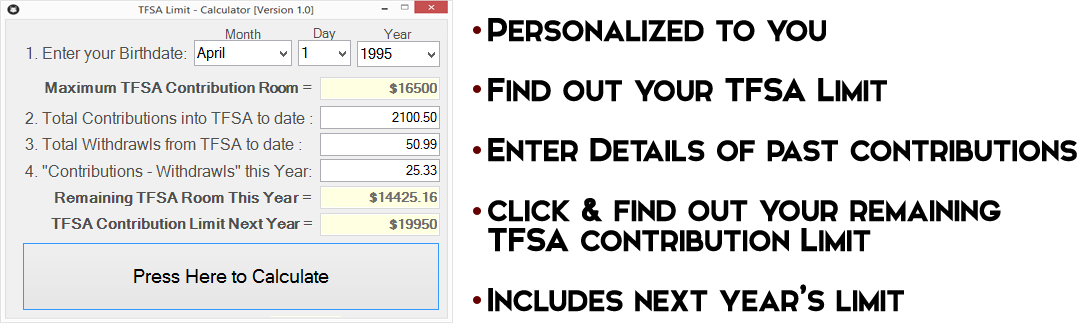 TFSA Limit - Calculator [Version 1.0]
Month Day Year
1. Enter your Birthdate: April 1 1995
Maximum TFSA Contribution Room = $16500
2. Total Contributions into TFSA to date : 2100.50
3. Total Withdrawls from TFSA to date : 50.99
4. "Contributions - Withdrawls" this Year: 25.33
Remaining TFSA Room This Year = $14425.16
TFSA Contribution Limit Next Year = $19950
Press Here to Calculate
• Personalized to you
• Find out your TFSA Limit
• Enter Details of past contributions
• click & find out your remaining
TFSA contribution Limit
• Includes next year's limit